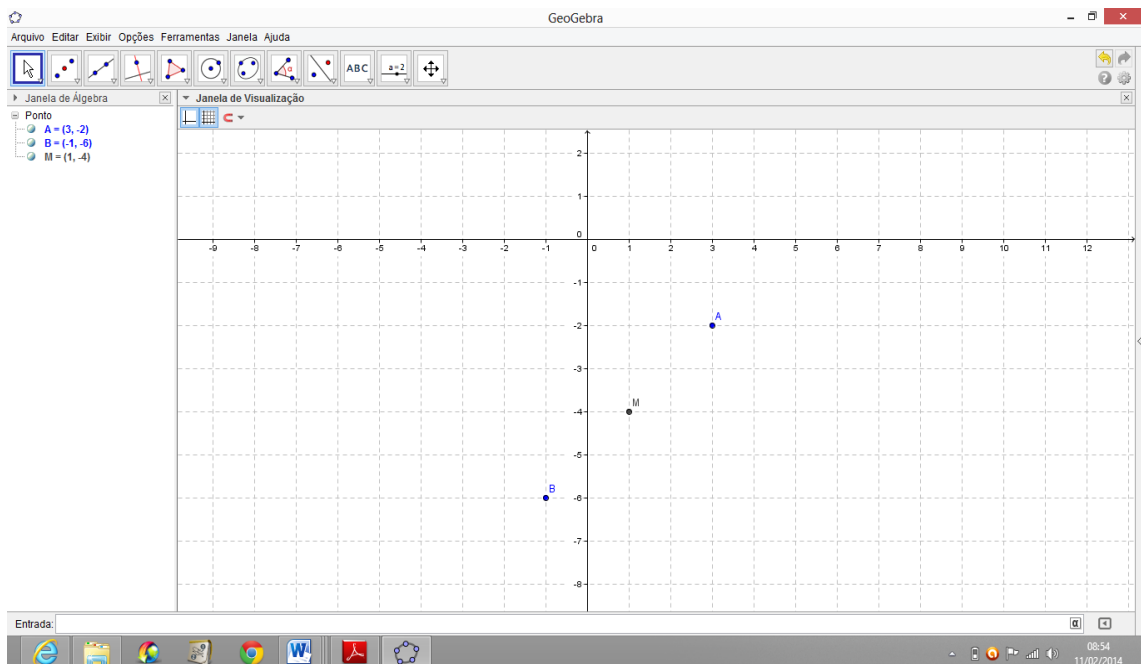 GeoGebra
Arquivo Editar Exibir Opções Ferramentas Janela Ajuda
ABC a=2
Janela de Álgebra
Janela de Visualização
Ponto
A = (3, -2)
B = (-1, -6)
M = (1, -4)
2
1
0
-9 -8 -7 -6 -5 -4 -3 -2 -1 0 1 2 3 4 5 6 7 8 9 10 11 12
-1
A
-2
-3
M
-4
-5
B
-6
-7
-8
Entrada:
α
08:54
11/02/2014